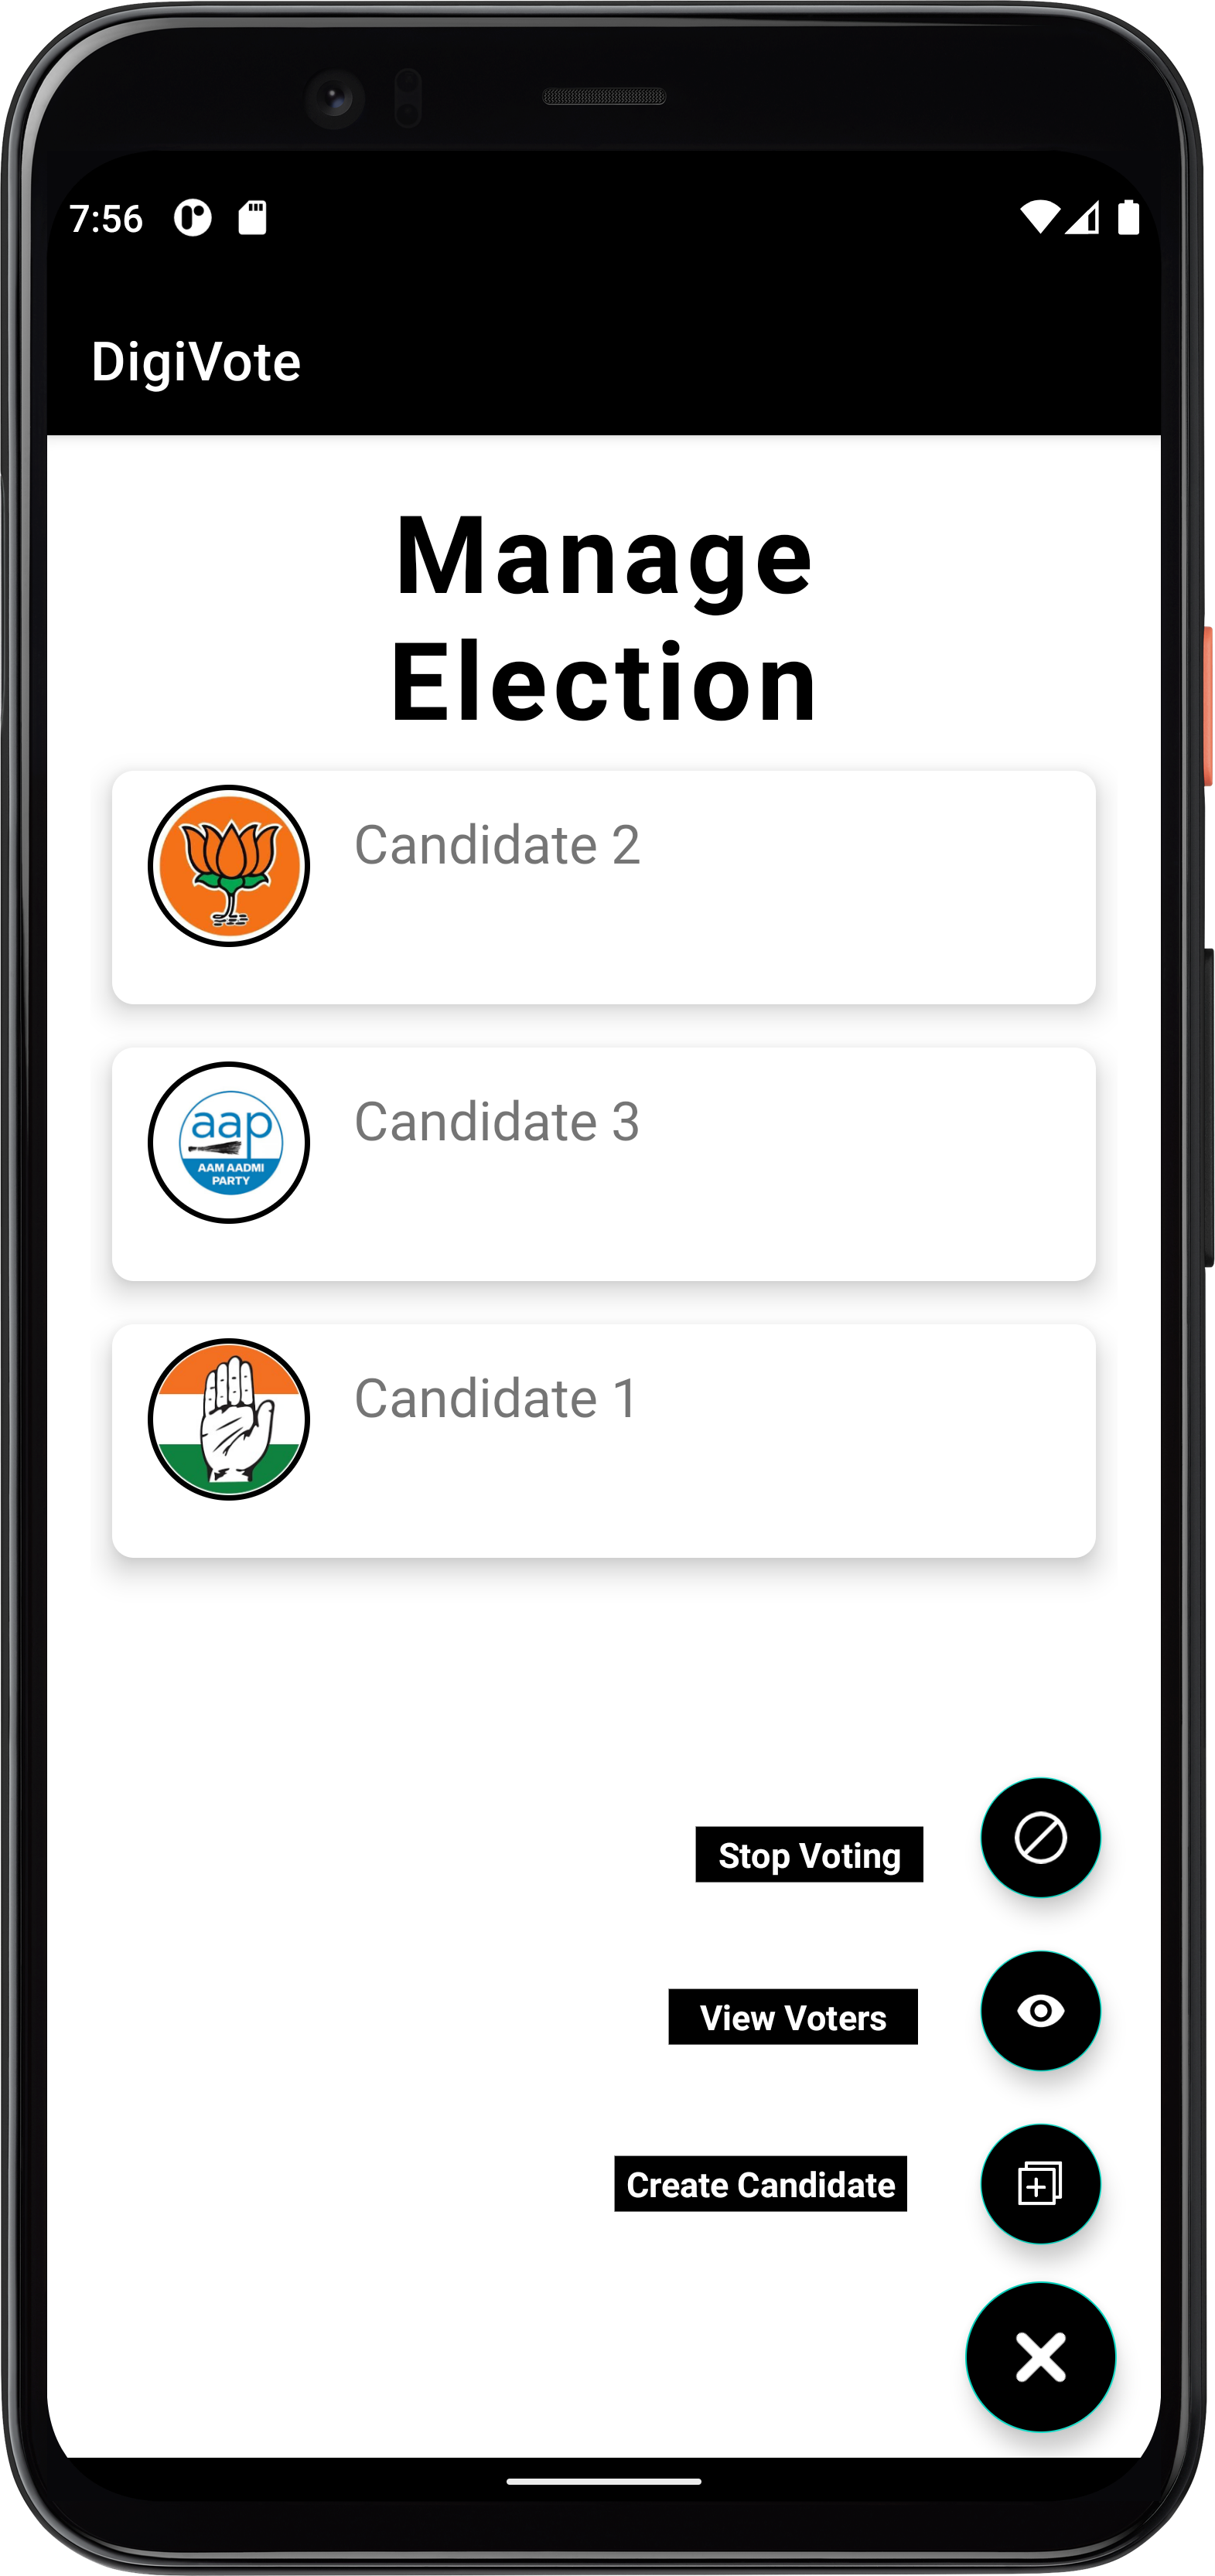 7:56
DigiVote
Manage
Election
Candidate 2
aap
AAM AADMI
PARTY
Candidate 3
Candidate 1
Stop Voting
View Voters
Create Candidate